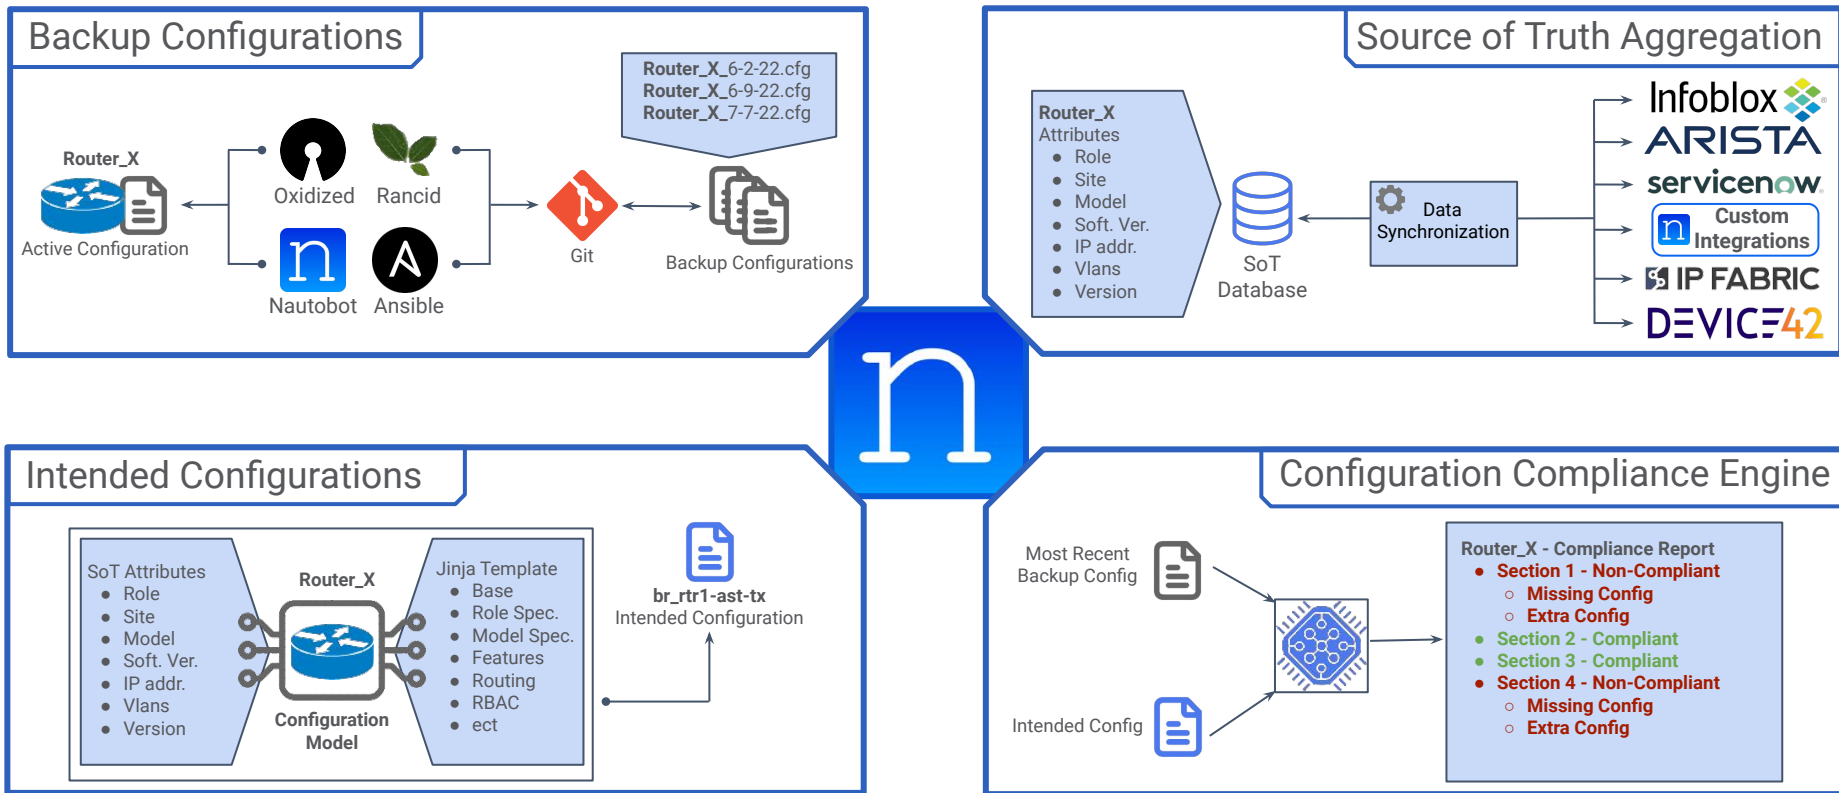 Backup Configurations
Router_X_6-2-22.cfg
Router_X_6-9-22.cfg
Router_X_7-7-22.cfg
Router_X
Active Configuration
Oxidized
Rancid
Nautobot
Ansible
Git
Backup Configurations
Source of Truth Aggregation
Router_X
Attributes
● Role
● Site
● Model
● Soft. Ver.
● IP addr.
● Vlans
● Version
SoT
Database
Data
Synchronization
Infoblox
ARISTA
servicenow
n Custom
Integrations
IP FABRIC
DEVICE42
n
Intended Configurations
SoT Attributes
● Role
● Site
● Model
● Soft. Ver.
● IP addr.
● Vlans
● Version
Router_X
Configuration
Model
Jinja Template
● Base
● Role Spec.
● Model Spec.
● Features
● Routing
● RBAC
● ect
br_rtr1-ast-tx
Intended Configuration
Configuration Compliance Engine
Most Recent
Backup Config
Intended Config
Router_X - Compliance Report
● Section 1 - Non-Compliant
○ Missing Config
○ Extra Config
● Section 2 - Compliant
● Section 3 - Compliant
● Section 4 - Non-Compliant
○ Missing Config
○ Extra Config